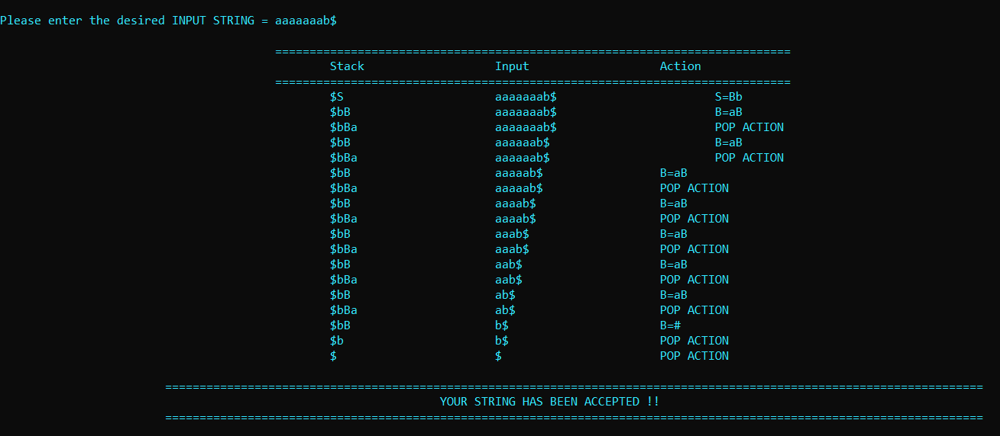 Please enter the desired INPUT STRING = aaaaaaab$
===========================================================================
Stack Input Action
===========================================================================
$S aaaaaaab$ S=Bb
$bB aaaaaaab$ B=aB
$bBa aaaaaaab$ POP ACTION
$bB aaaaaab$ B=aB
$bBa aaaaaab$ POP ACTION
$bB aaaaab$ B=aB
$bBa aaaaab$ POP ACTION
$bB aaaab$ B=aB
$bBa aaaab$ POP ACTION
$bB aaab$ B=aB
$bBa aaab$ POP ACTION
$bB aab$ B=aB
$bBa aab$ POP ACTION
$bB ab$ B=aB
$bBa ab$ POP ACTION
$bB b$ B=#
$b b$ POP ACTION
$ $ POP ACTION
=======================================================================================================================
YOUR STRING HAS BEEN ACCEPTED !!
=======================================================================================================================